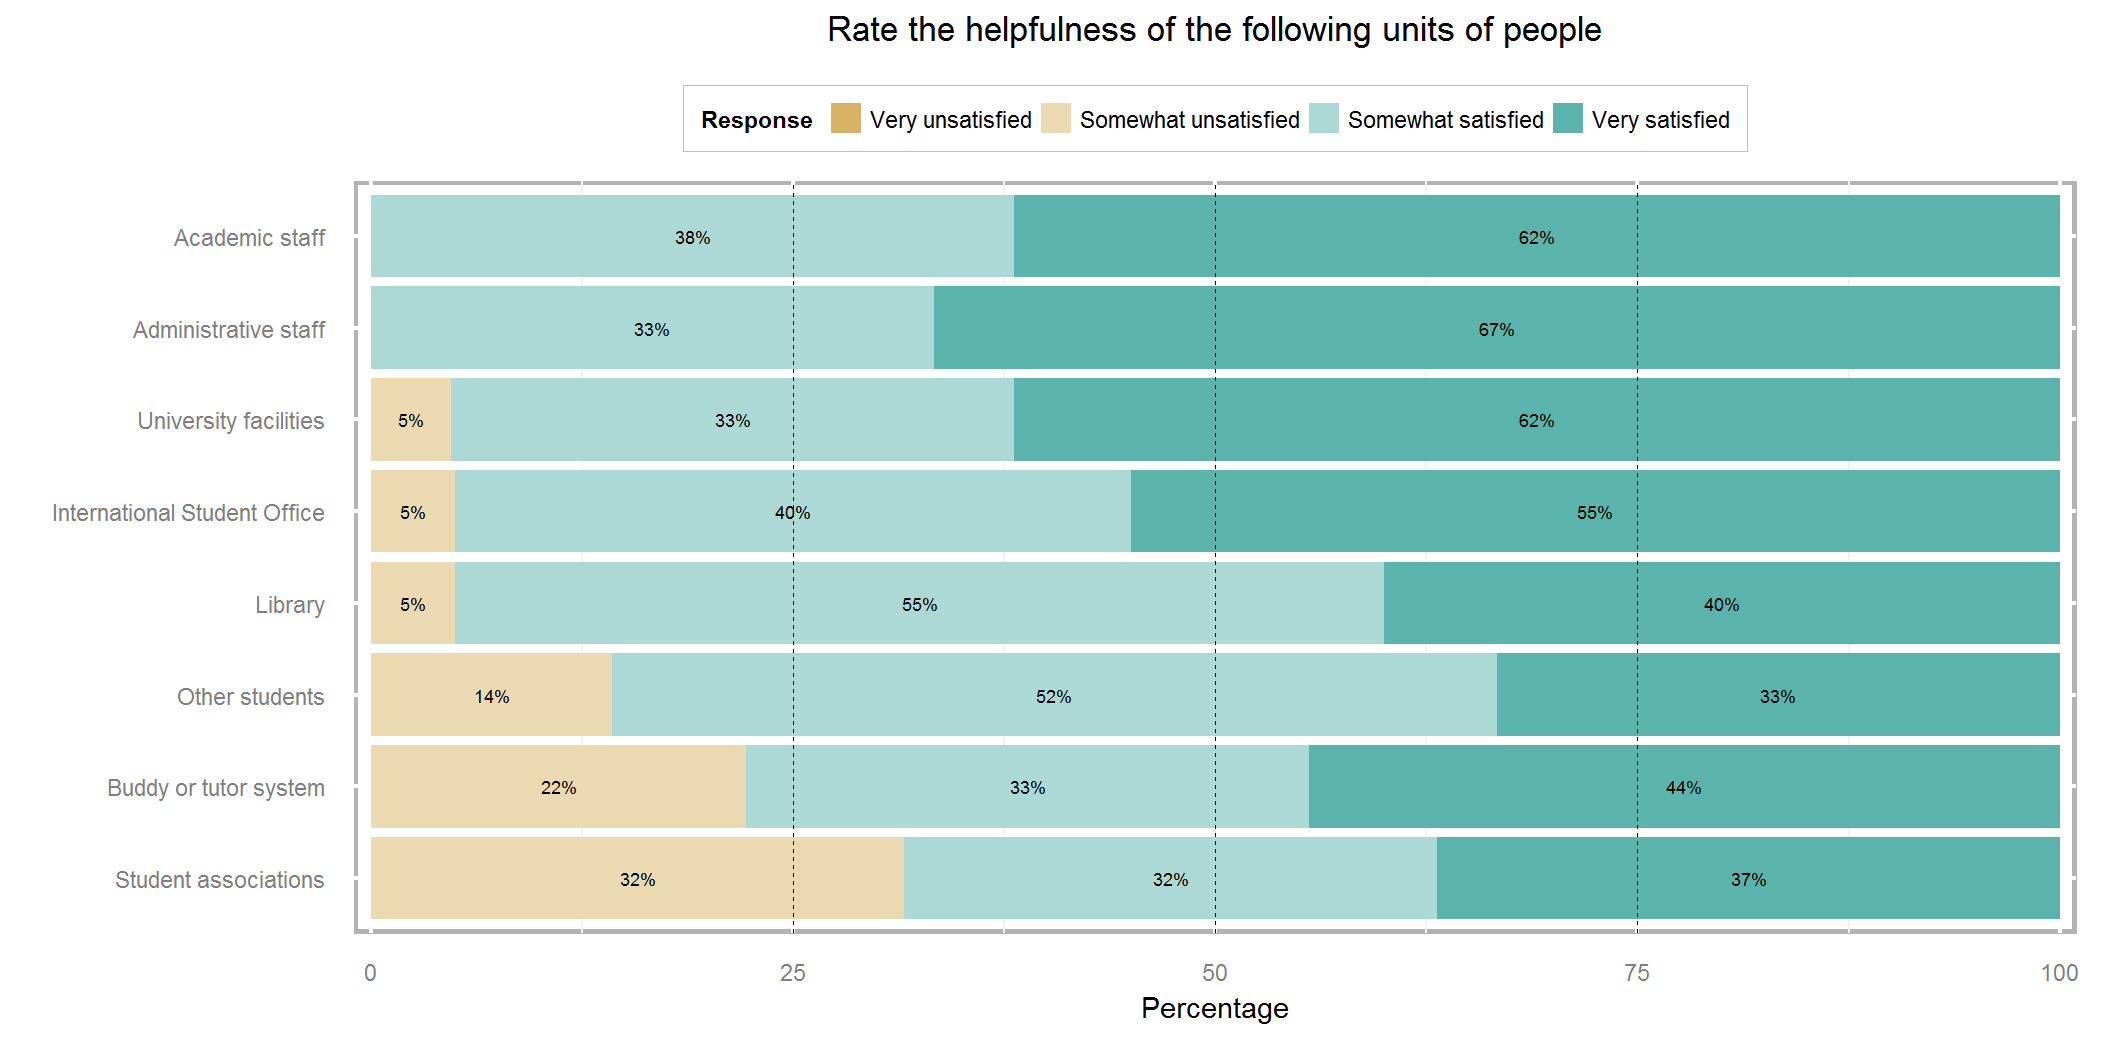 Rate the helpfulness of the following units of people
Response Very unsatisfied Somewhat unsatisfied Somewhat satisfied Very satisfied
Academic staff 38% 62%
Administrative staff 33% 67%
University facilities 5% 33% 62%
International Student Office 5% 40% 55%
Library 5% 55% 40%
Other students 14% 52% 33%
Buddy or tutor system 22% 33% 44%
Student associations 32% 32% 37%
0 25 50 75 100
Percentage